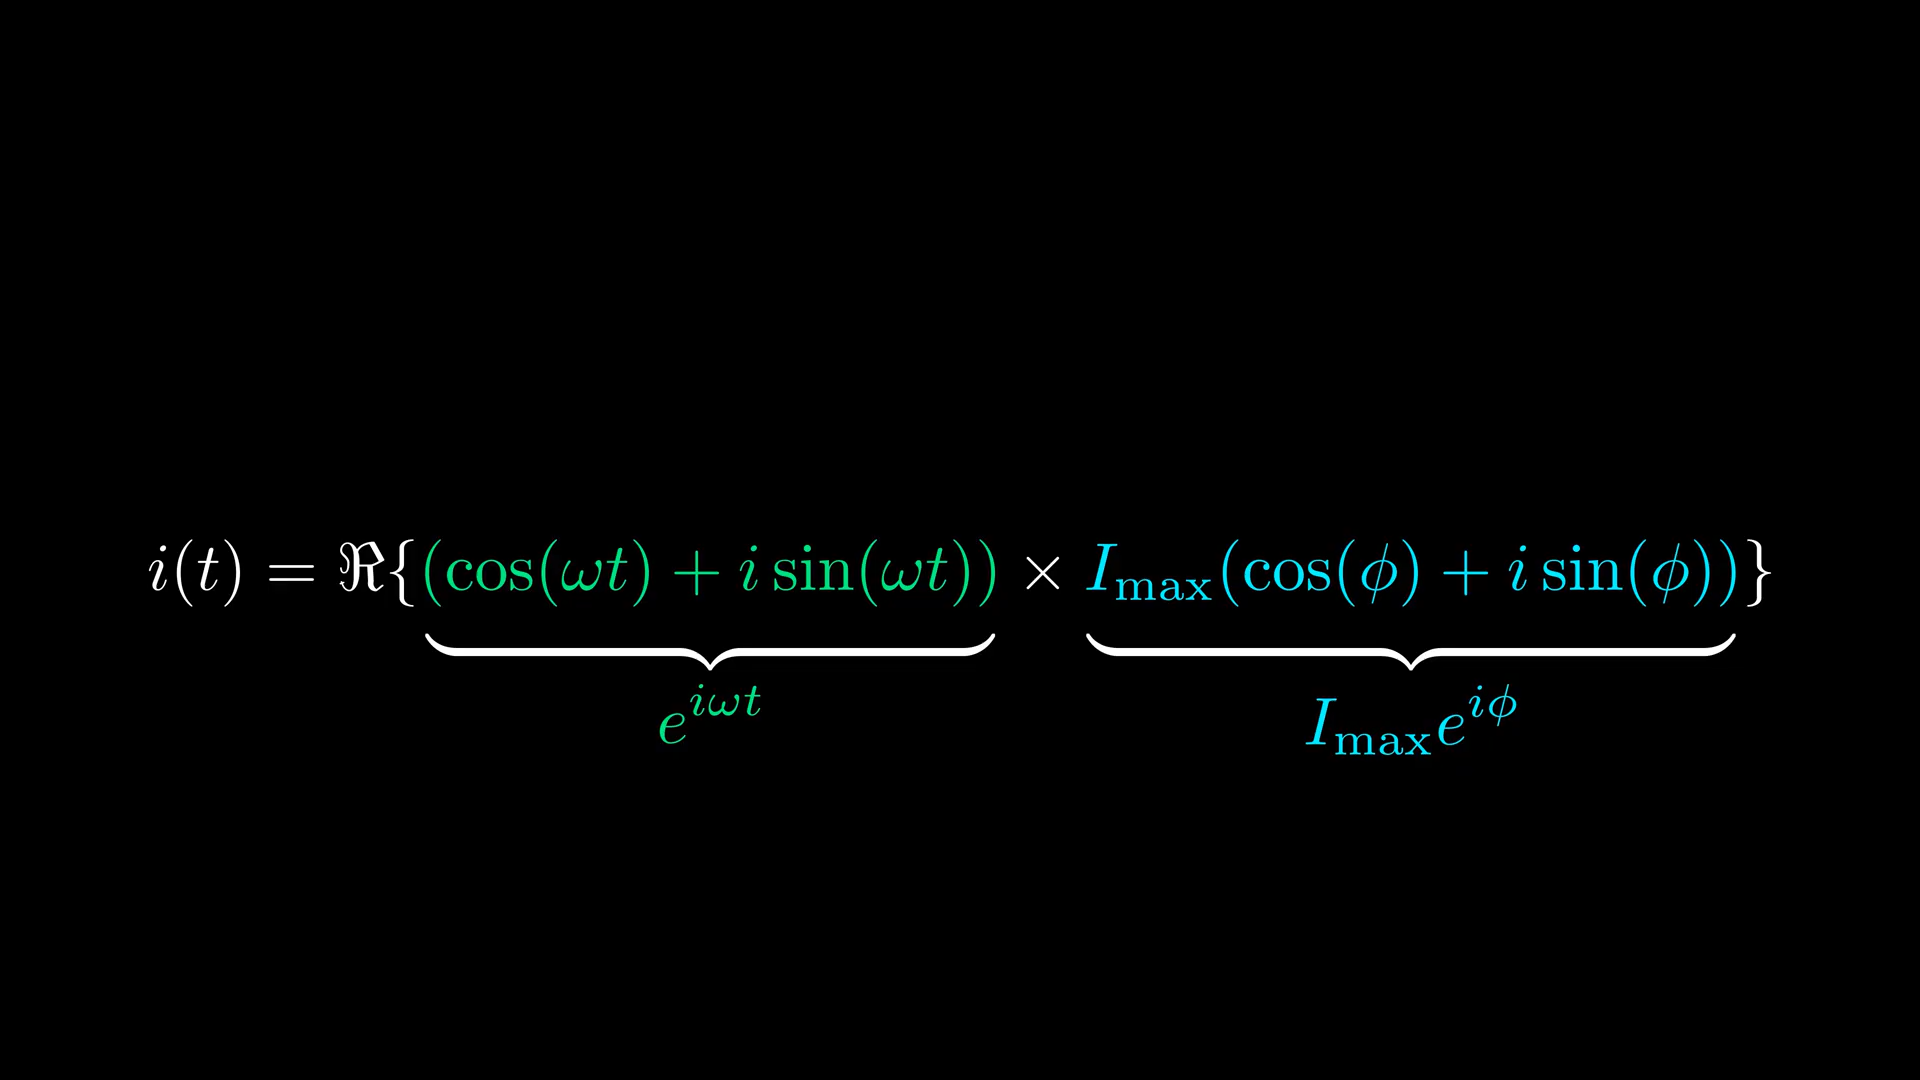 i(t) = ℜ{(cos(ωt) + i sin(ωt)) × I_max(cos(ϕ) + i sin(ϕ))}
e^{iωt} I_max e^{iϕ}